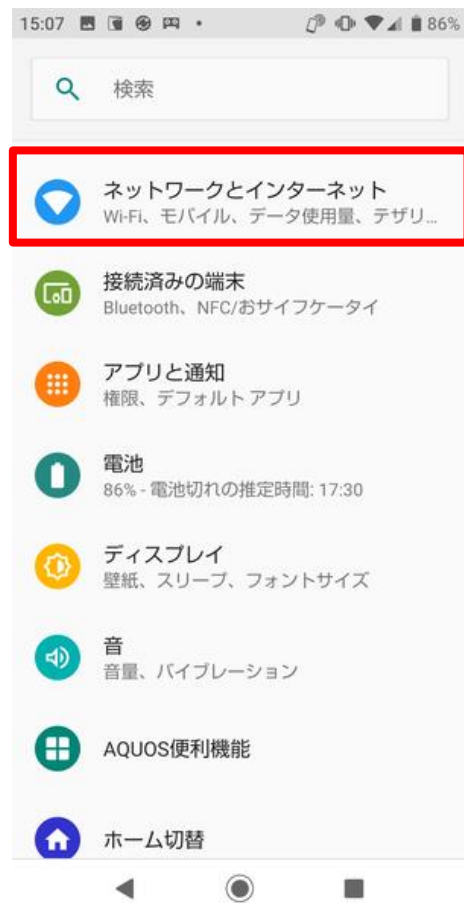 15:07 86%
検索
ネットワークとインターネット
Wi-Fi、モバイル、データ使用量、テザリ...
接続済みの端末
Bluetooth、NFC/おサイフケータイ
アプリと通知
権限、デフォルト アプリ
電池
86% - 電池切れの推定時間: 17:30
ディスプレイ
壁紙、スリープ、フォントサイズ
音
音量、バイブレーション
AQUOS便利機能
ホーム切替